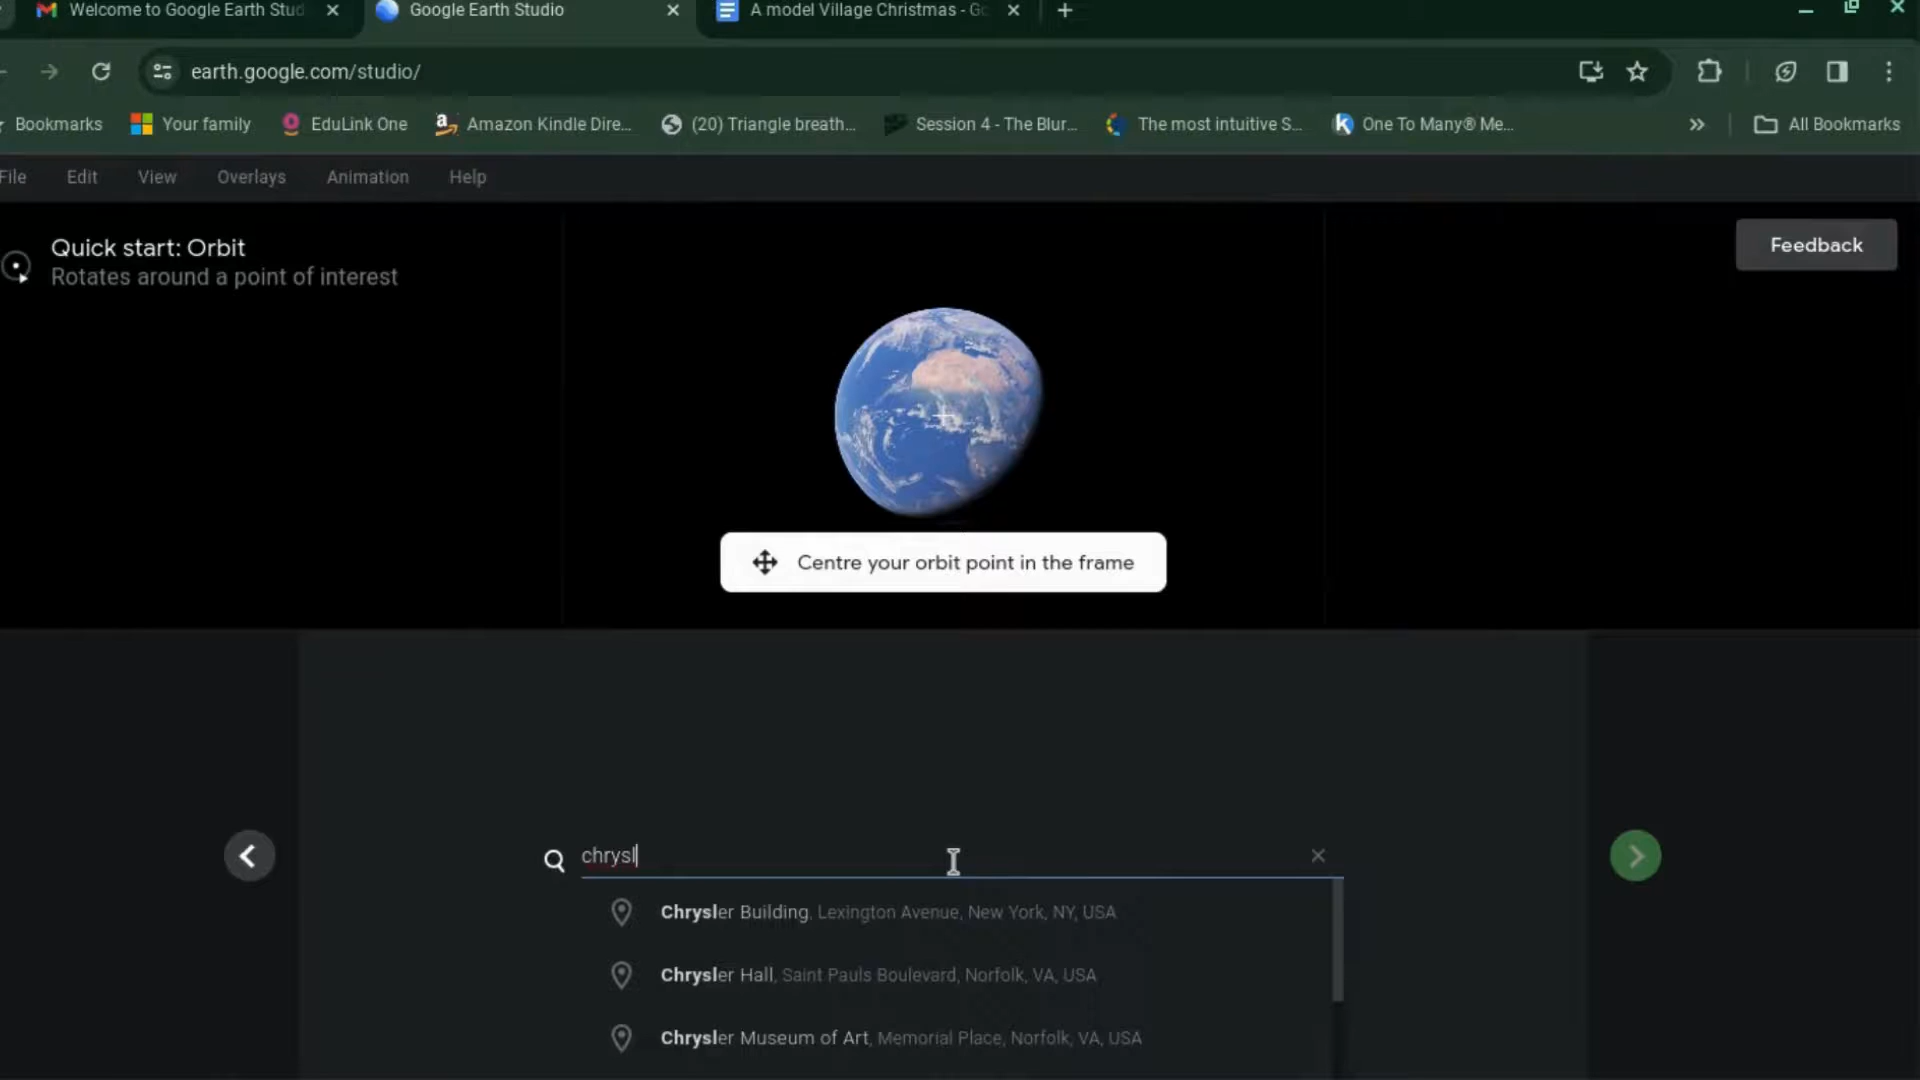 Welcome to Google Earth Stud
Google Earth Studio
A model Village Christmas - Go
earth.google.com/studio/
Bookmarks
Your family
EduLink One
Amazon Kindle Dire...
(20) Triangle breath...
Session 4 - The Blur...
The most intuitive S...
One To Many® Me...
All Bookmarks
File Edit View Overlays Animation Help
Quick start: Orbit
Rotates around a point of interest
Feedback
Centre your orbit point in the frame
chrysl
Chrysler Building, Lexington Avenue, New York, NY, USA
Chrysler Hall, Saint Pauls Boulevard, Norfolk, VA, USA
Chrysler Museum of Art, Memorial Place, Norfolk, VA, USA